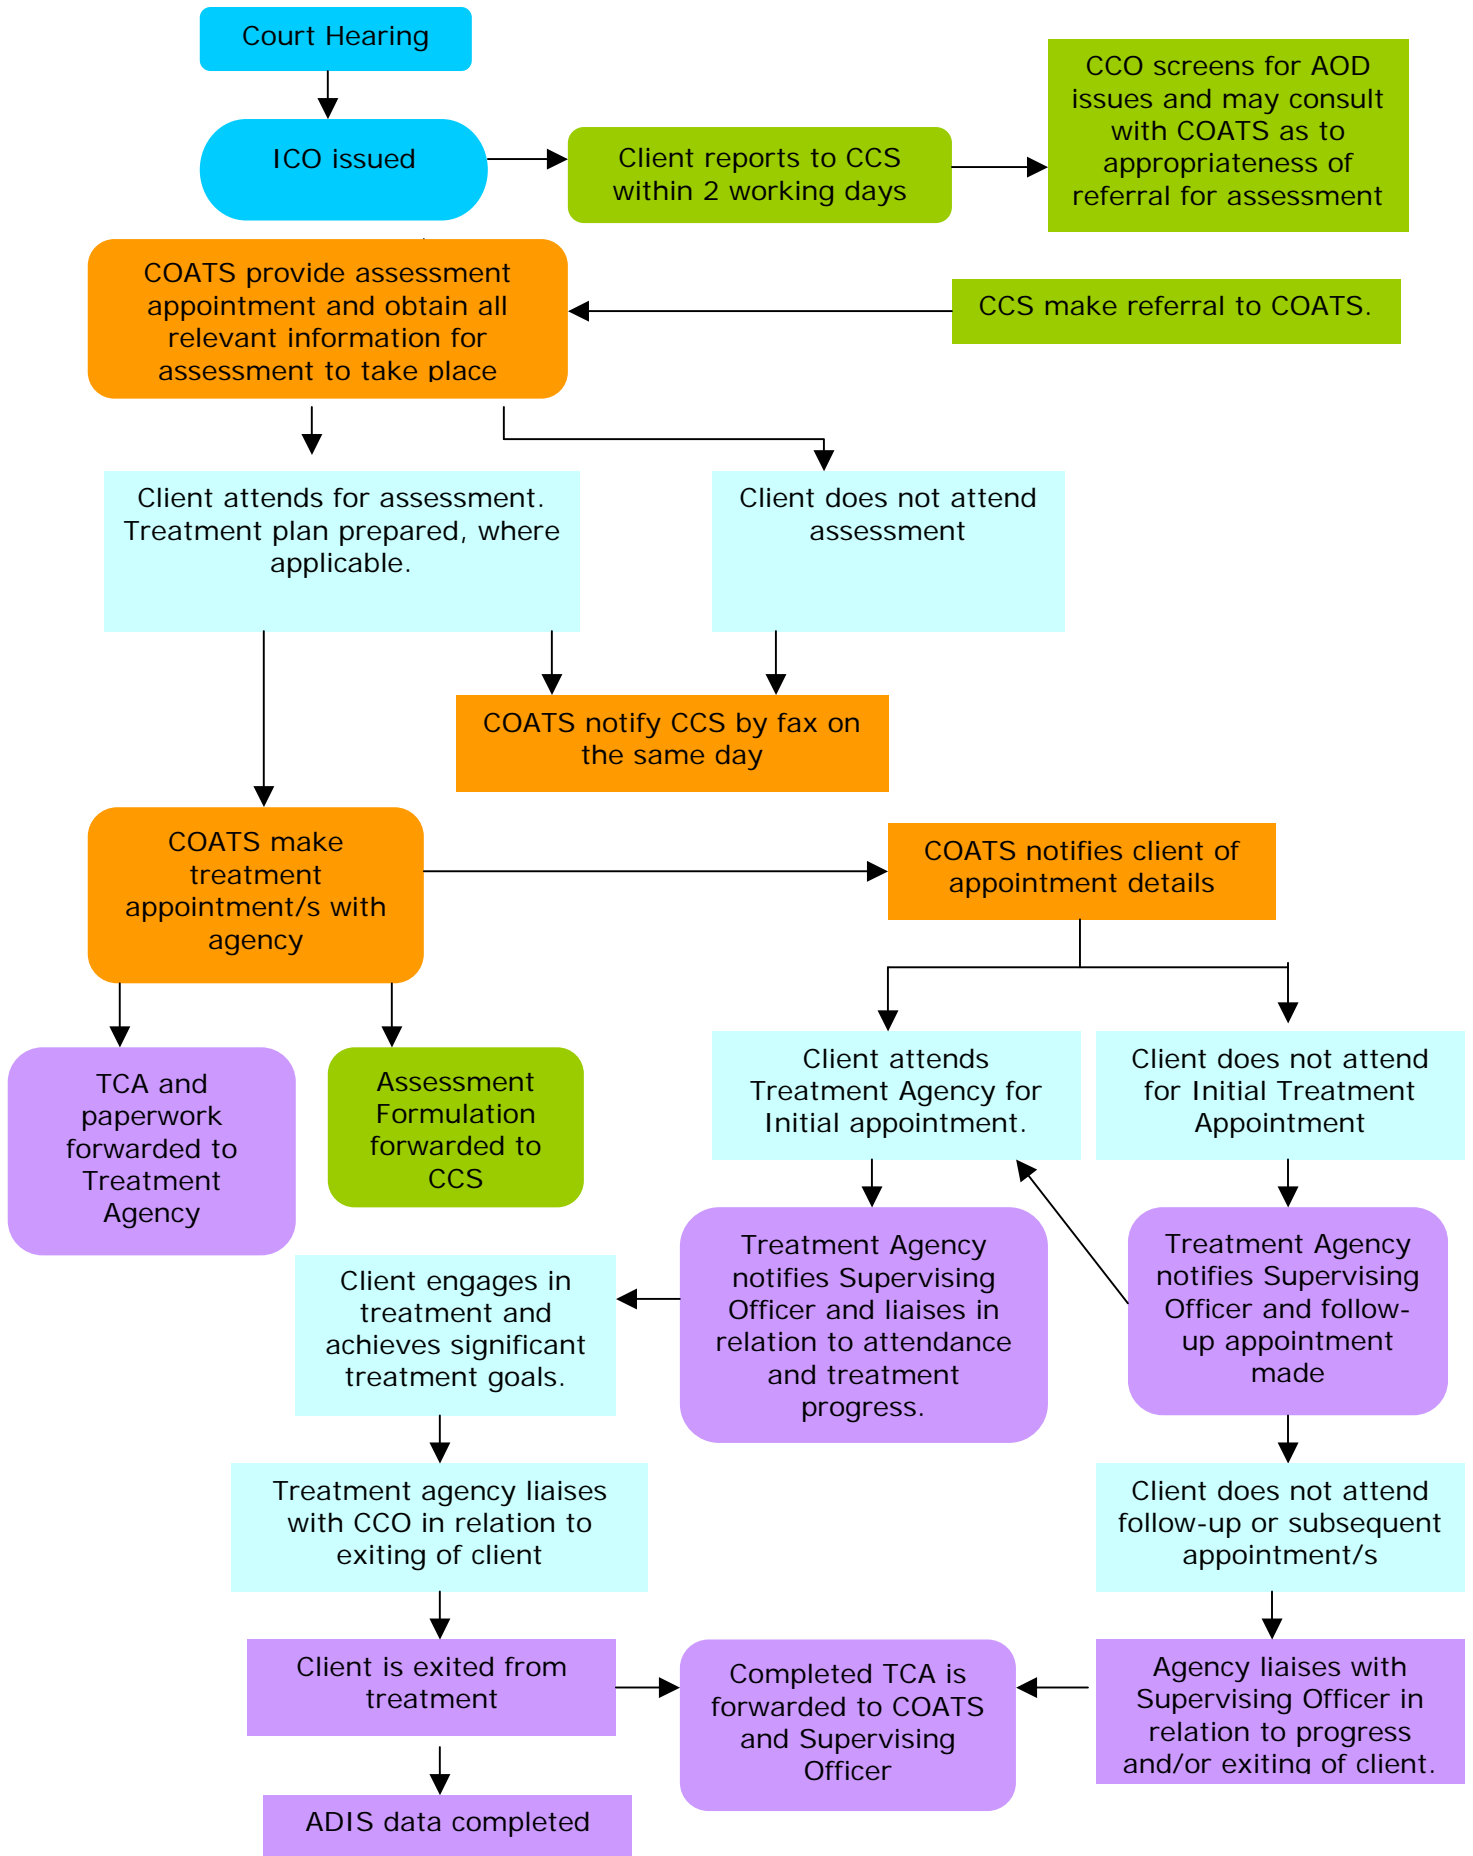 Court Hearing
CCO screens for AOD
issues and may consult
with COATS as to
appropriateness of
referral for assessment
ICO issued
Client reports to CCS
within 2 working days
COATS provide assessment
appointment and obtain all
relevant information for
assessment to take place
CCS make referral to COATS.
Client attends for assessment.
Treatment plan prepared, where
applicable.
Client does not attend
assessment
COATS notify CCS by fax on
the same day
COATS make
treatment
appointment/s with
agency
COATS notifies client of
appointment details
TCA and
paperwork
forwarded to
Treatment
Agency
Assessment
Formulation
forwarded to
CCS
Client attends
Treatment Agency for
Initial appointment.
Client does not attend
for Initial Treatment
Appointment
Treatment Agency
notifies Supervising
Officer and liaises in
relation to attendance
and treatment
progress.
Treatment Agency
notifies Supervising
Officer and follow-
up appointment
made
Client engages in
treatment and
achieves significant
treatment goals.
Treatment agency liaises
with CCO in relation to
exiting of client
Client does not attend
follow-up or subsequent
appointment/s
Client is exited from
treatment
Completed TCA is
forwarded to COATS
and Supervising
Officer
Agency liaises with
Supervising Officer in
relation to progress
and/or exiting of client.
ADIS data completed